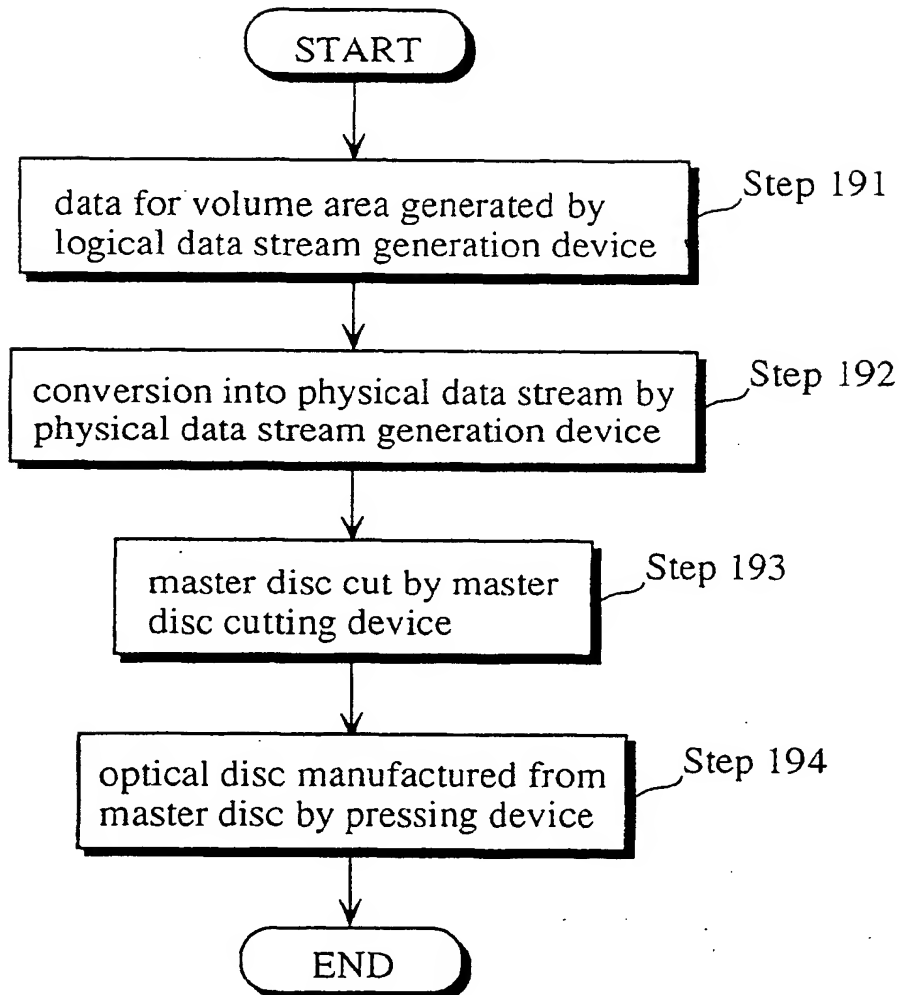 START
data for volume area generated by
logical data stream generation device
Step 191
conversion into physical data stream by
physical data stream generation device
Step 192
master disc cut by master
disc cutting device
Step 193
optical disc manufactured from
master disc by pressing device
Step 194
END